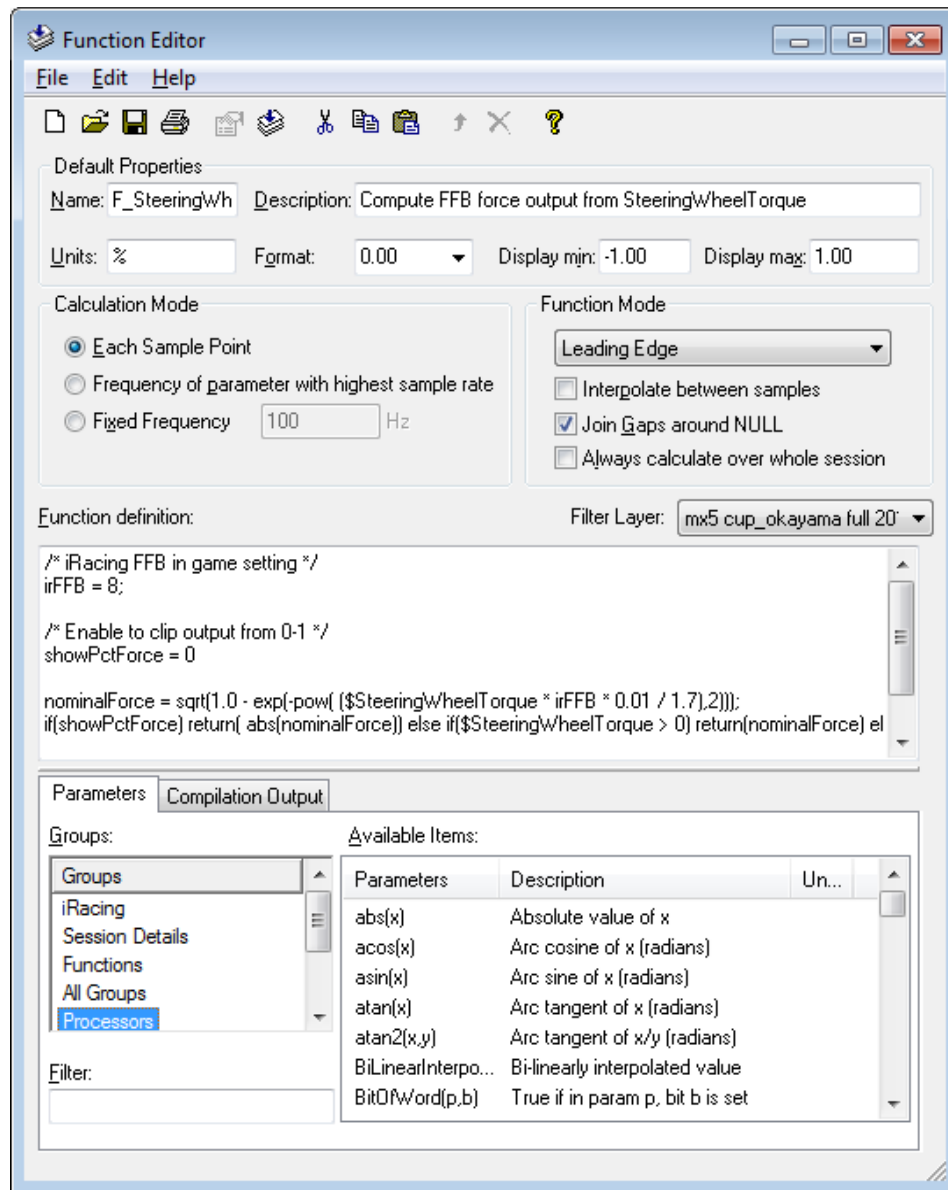 Function Editor
File Edit Help
Default Properties
Name: F_SteeringWh Description: Compute FFB force output from SteeringWheelTorque
Units: % Format: 0.00 Display min: -1.00 Display max: 1.00
Calculation Mode
Each Sample Point
Frequency of parameter with highest sample rate
Fixed Frequency 100 Hz
Function Mode
Leading Edge
Interpolate between samples
Join Gaps around NULL
Always calculate over whole session
Function definition: Filter Layer: mx5 cup_okayama full 20
/* iRacing FFB in game setting */
irFFB = 8;
/* Enable to clip output from 0-1 */
showPctForce = 0
nominalForce = sqrt(1.0 - exp(-pow( ($SteeringWheelTorque * irFFB * 0.01 / 1.7),2)));
if(showPctForce) return( abs(nominalForce)) else if($SteeringWheelTorque > 0) return(nominalForce) el
Parameters Compilation Output
Groups:
Groups
iRacing
Session Details
Functions
All Groups
Processors
Filter:
Available Items:
Parameters Description Un...
abs(x) Absolute value of x
acos(x) Arc cosine of x (radians)
asin(x) Arc sine of x (radians)
atan(x) Arc tangent of x (radians)
atan2(x,y) Arc tangent of x/y (radians)
BiLinearInterpo... Bi-linearly interpolated value
BitOfWord(p,b) True if in param p, bit b is set